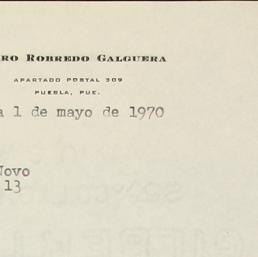 RO ROBREDO GALGUERA
APARTADO POSTAL 309
PUEBLA, PUE.
a 1 de mayo de 1970
Novo
13